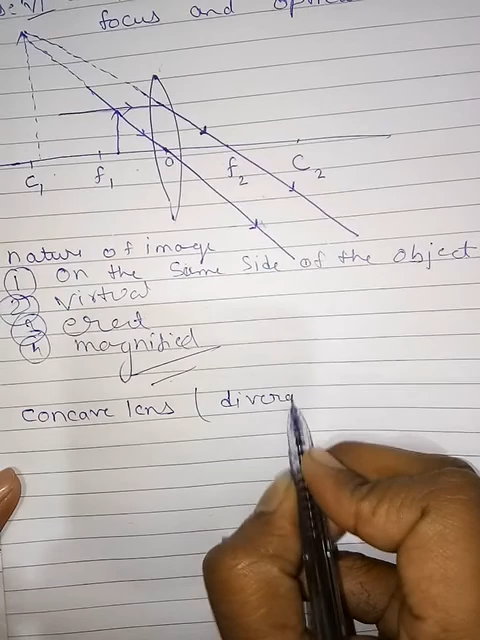 focus and
O
C1 f1 f2 C2
nature of image
① on the same side of the object
② virtual
③ erect
④ magnified
concave lens ( diverg